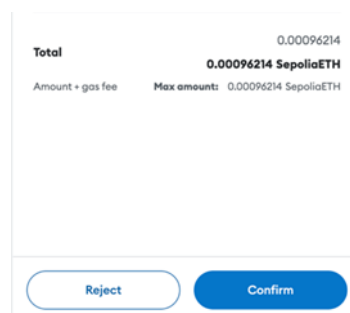 0.00096214
Total
0.00096214 SepoliaETH
Amount + gas fee Max amount: 0.00096214 SepoliaETH
Reject Confirm